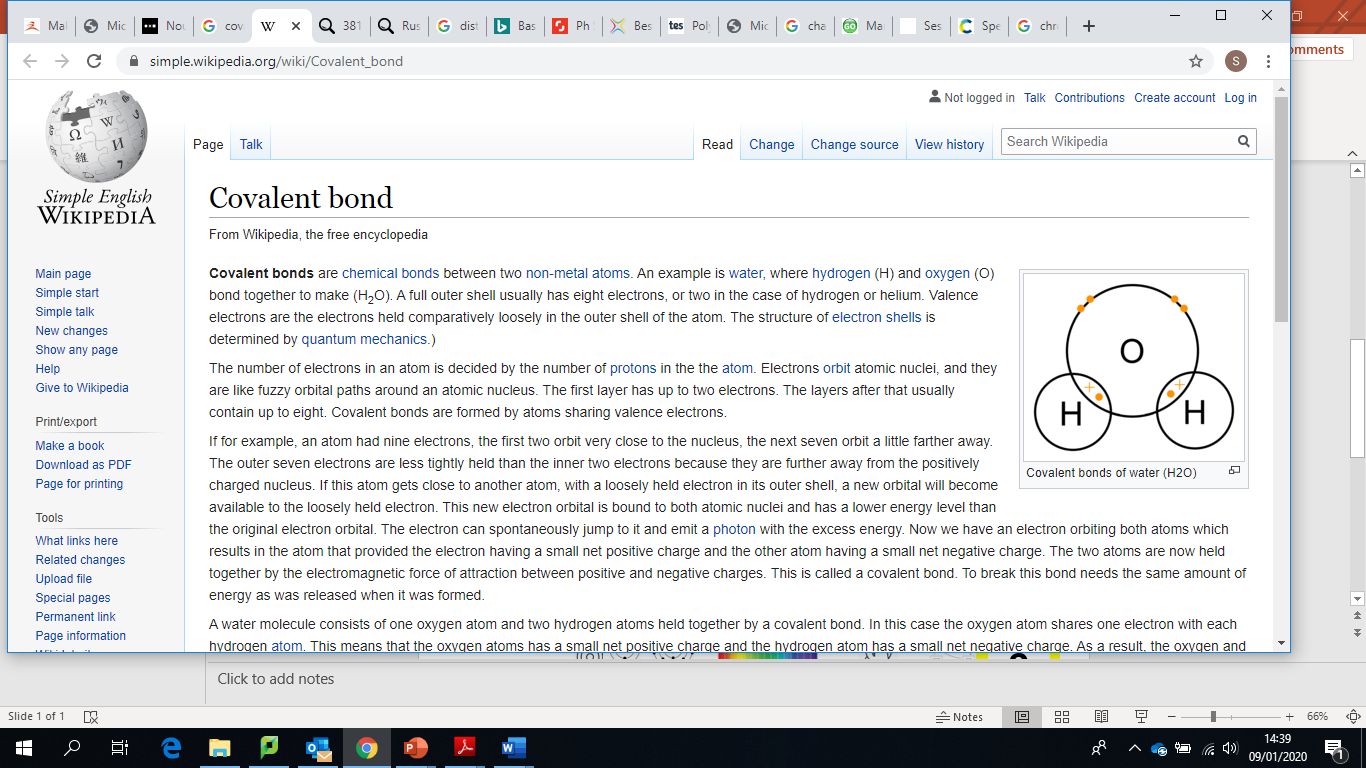 Mal
Mic
Nou
cov
W
381
Rus
dist
Bas
Ph S
Bes
tes
Poly
Mic
cha
GO
Ma
Ses
Spe
chr
simple.wikipedia.org/wiki/Covalent_bond
S
omments
Not logged in Talk Contributions Create account Log in
Page Talk
Read Change Change source View history
Search Wikipedia
Simple English
WIKIPEDIA
Covalent bond
From Wikipedia, the free encyclopedia
Main page
Simple start
Simple talk
New changes
Show any page
Help
Give to Wikipedia
Print/export
Make a book
Download as PDF
Page for printing
Tools
What links here
Related changes
Upload file
Special pages
Permanent link
Page information
Covalent bonds are chemical bonds between two non-metal atoms. An example is water, where hydrogen (H) and oxygen (O)
bond together to make (H2O). A full outer shell usually has eight electrons, or two in the case of hydrogen or helium. Valence
electrons are the electrons held comparatively loosely in the outer shell of the atom. The structure of electron shells is
determined by quantum mechanics.)
The number of electrons in an atom is decided by the number of protons in the the atom. Electrons orbit atomic nuclei, and they
are like fuzzy orbital paths around an atomic nucleus. The first layer has up to two electrons. The layers after that usually
contain up to eight. Covalent bonds are formed by atoms sharing valence electrons.
If for example, an atom had nine electrons, the first two orbit very close to the nucleus, the next seven orbit a little farther away.
The outer seven electrons are less tightly held than the inner two electrons because they are further away from the positively
charged nucleus. If this atom gets close to another atom, with a loosely held electron in its outer shell, a new orbital will become
available to the loosely held electron. This new electron orbital is bound to both atomic nuclei and has a lower energy level than
the original electron orbital. The electron can spontaneously jump to it and emit a photon with the excess energy. Now we have an electron orbiting both atoms which
results in the atom that provided the electron having a small net positive charge and the other atom having a small net negative charge. The two atoms are now held
together by the electromagnetic force of attraction between positive and negative charges. This is called a covalent bond. To break this bond needs the same amount of
energy as was released when it was formed.
A water molecule consists of one oxygen atom and two hydrogen atoms held together by a covalent bond. In this case the oxygen atom shares one electron with each
hydrogen atom. This means that the oxygen atoms has a small net positive charge and the hydrogen atom has a small net negative charge. As a result, the oxygen and
O
H
H
Covalent bonds of water (H2O)
Click to add notes
Slide 1 of 1
Notes
66%
14:39
09/01/2020
1